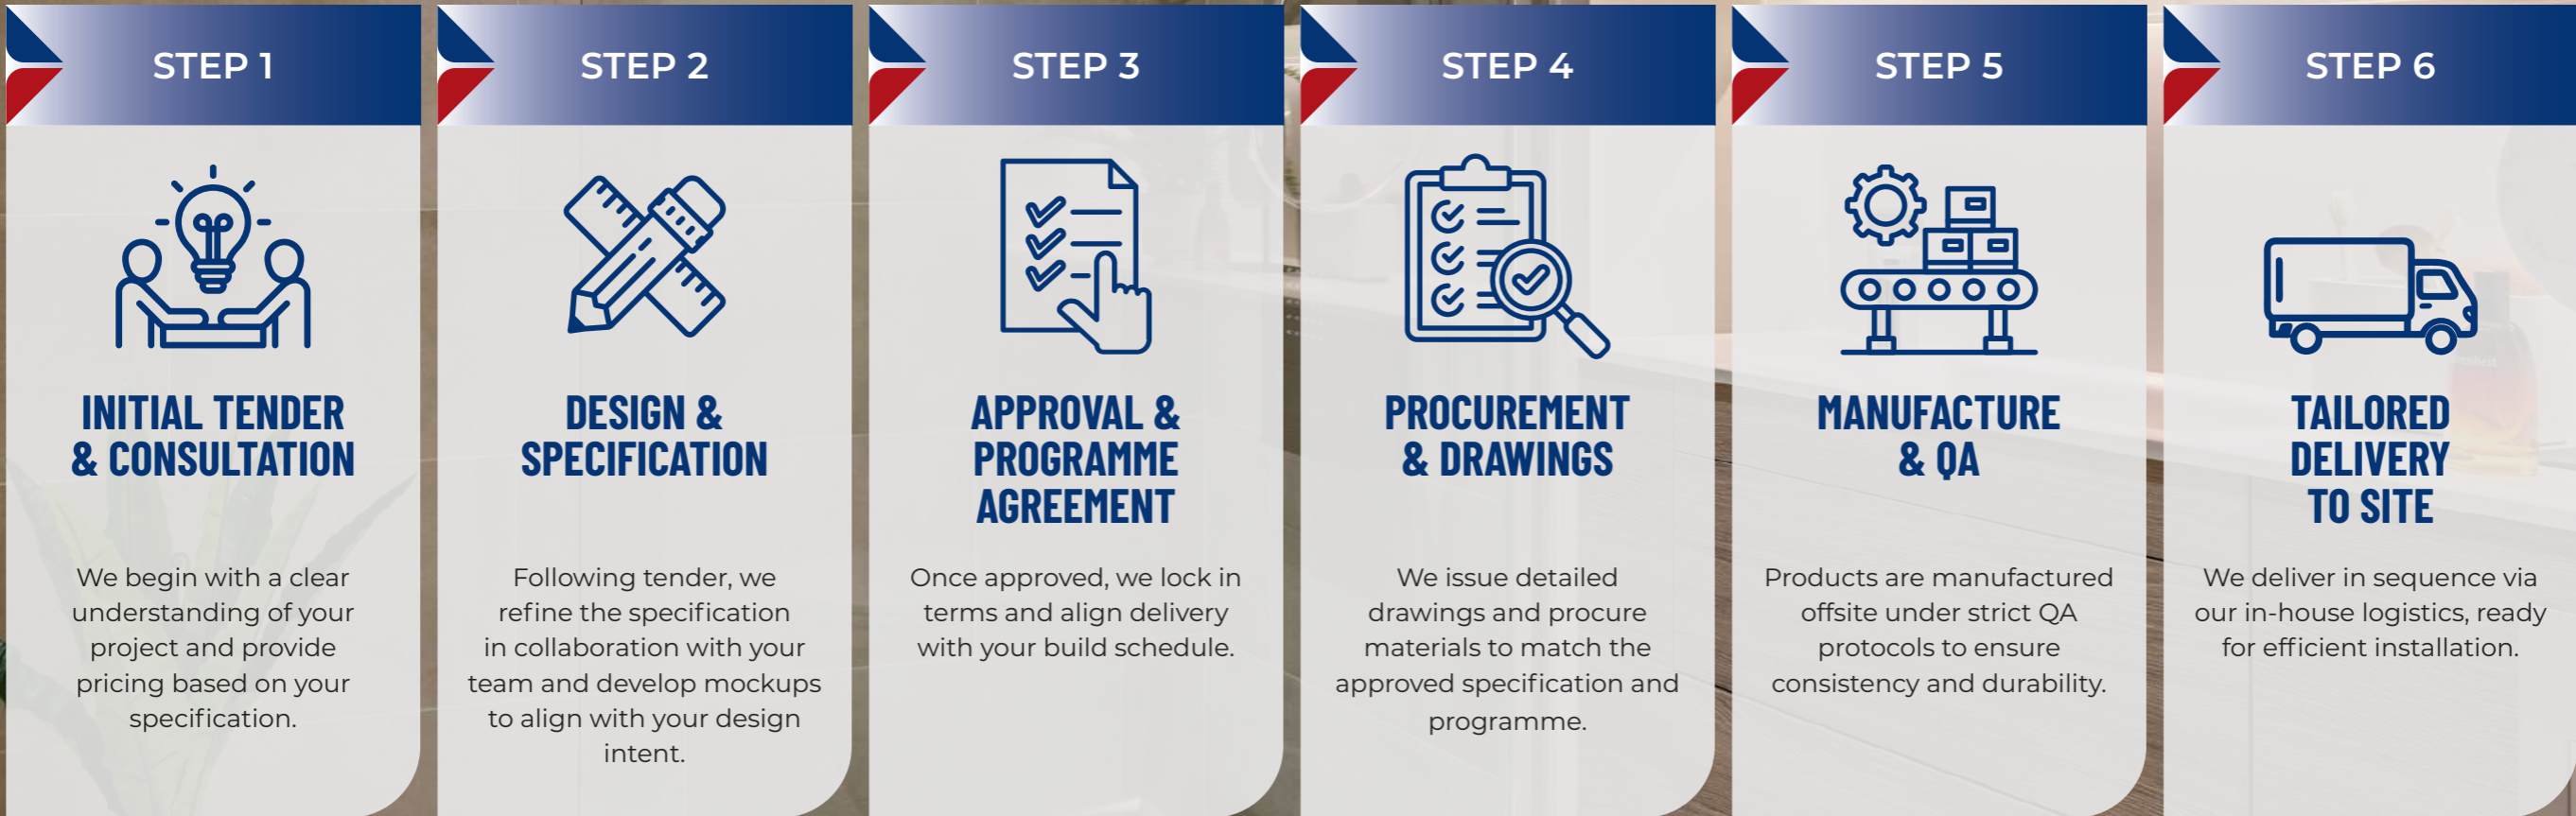 STEP 1
INITIAL TENDER
& CONSULTATION
We begin with a clear
understanding of your
project and provide
pricing based on your
specification.
STEP 2
DESIGN &
SPECIFICATION
Following tender, we
refine the specification
in collaboration with your
team and develop mockups
to align with your design
intent.
STEP 3
APPROVAL &
PROGRAMME
AGREEMENT
Once approved, we lock in
terms and align delivery
with your build schedule.
STEP 4
PROCUREMENT
& DRAWINGS
We issue detailed
drawings and procure
materials to match the
approved specification and
programme.
STEP 5
MANUFACTURE
& QA
Products are manufactured
offsite under strict QA
protocols to ensure
consistency and durability.
STEP 6
TAILORED
DELIVERY
TO SITE
We deliver in sequence via
our in-house logistics, ready
for efficient installation.